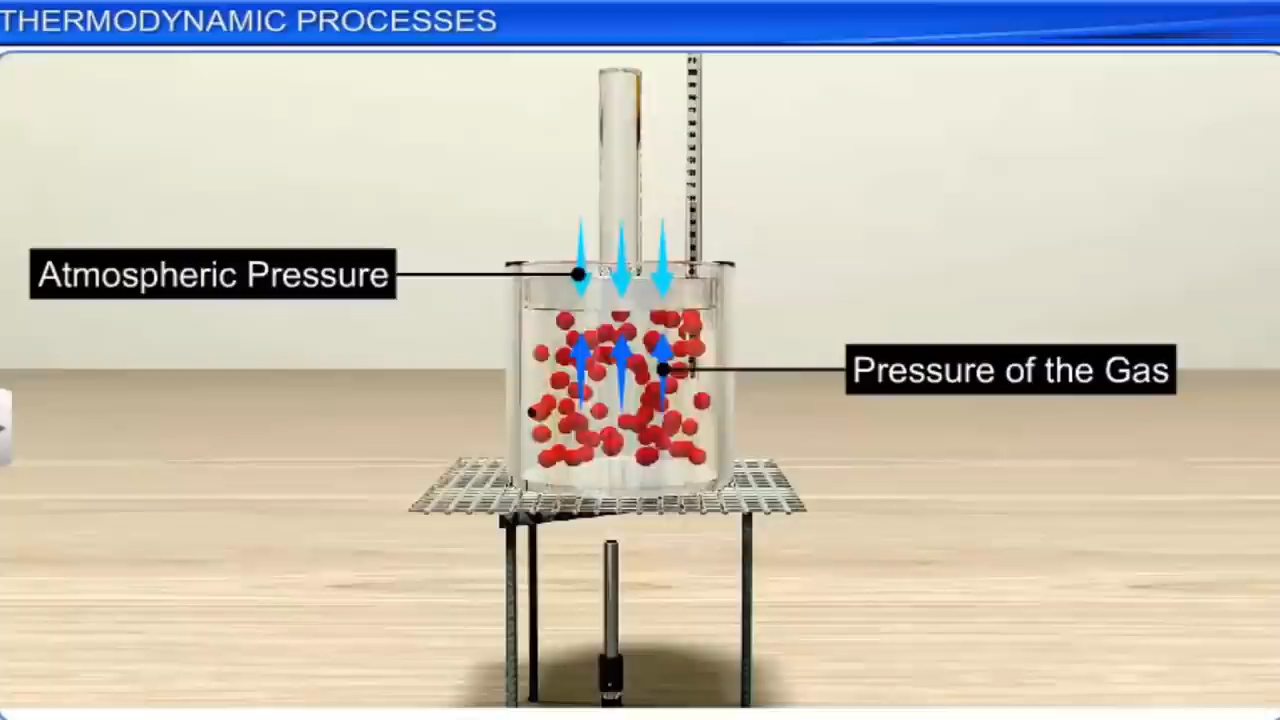 THERMODYNAMIC PROCESSES
Atmospheric Pressure
Pressure of the Gas